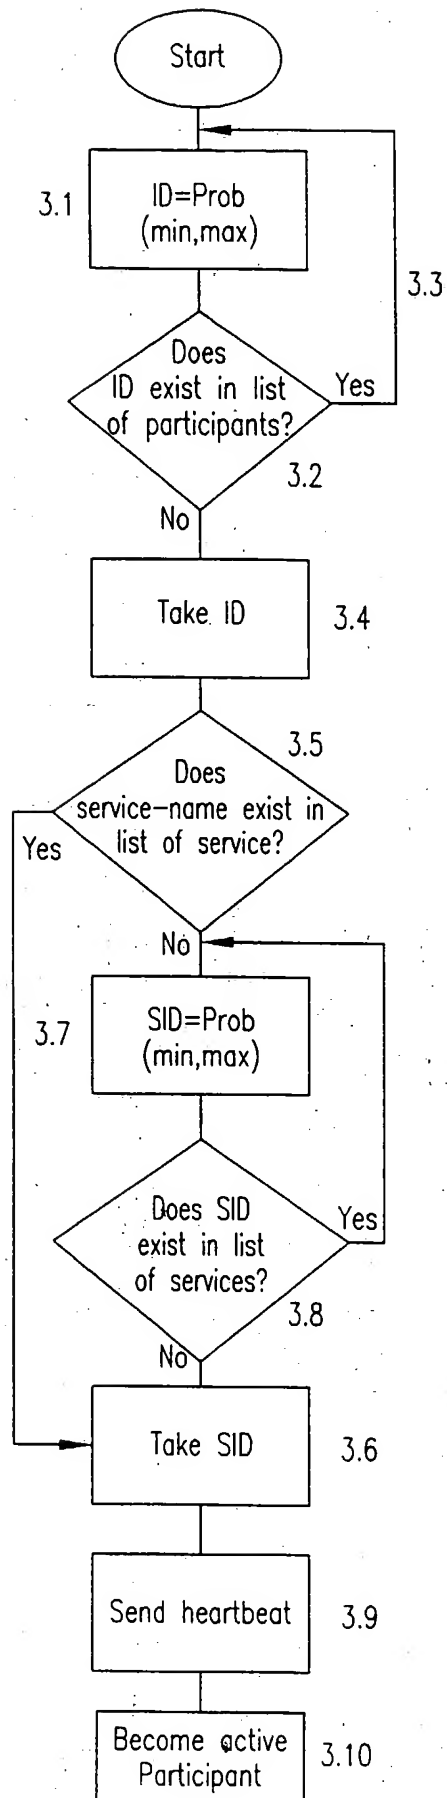 Start
3.1
ID=Prob
(min,max)
3.3
Does
ID exist in list
of participants?
Yes
3.2
No
Take ID
3.4
3.5
Does
service-name exist in
list of service?
Yes
No
3.7
SID=Prob
(min,max)
Does SID
exist in list
of services?
Yes
3.8
No
Take SID
3.6
Send heartbeat
3.9
Become active
Participant
3.10